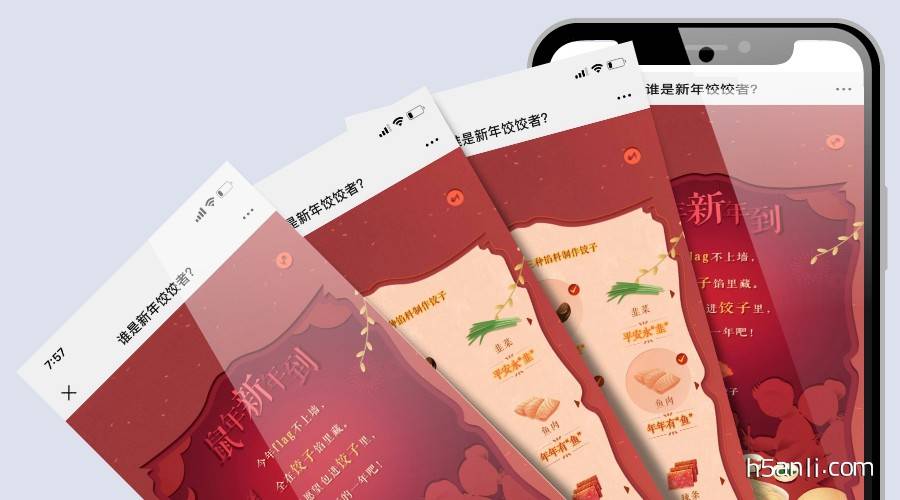 7:57
谁是新年饺饺者?
鼠年新年到
今年flag不上墙，
全在饺子馅里藏。
愿望包进饺子里，
的一年吧！
是新年饺饺者?
种馅料制作饺子
韭菜
平安永“韭”
鱼肉
年年有“鱼”
谁是新年饺饺者?
种馅料制作饺子
韭菜
平安永“韭”
鱼肉
年年有“鱼”
辣条
谁是新年饺饺者?
年新年到
flag不上墙，
子馅里藏。
进饺子里，
一年吧！
h5anli.com